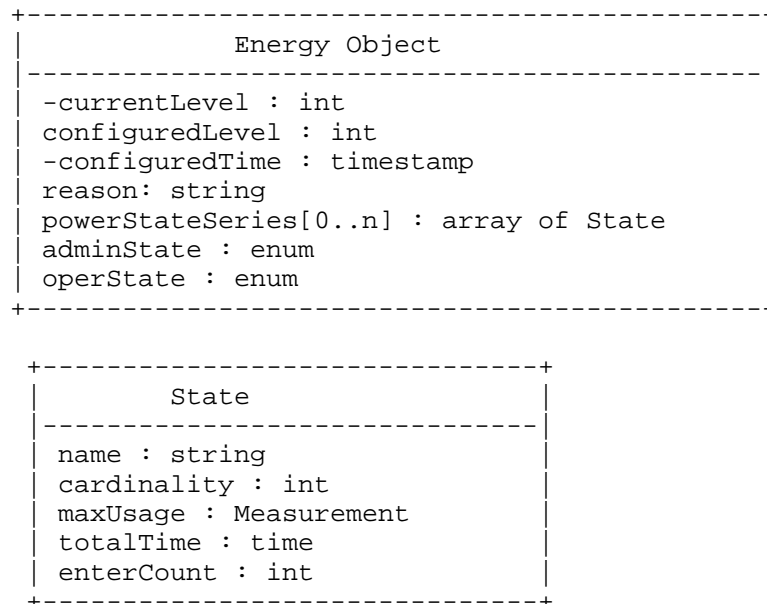 Energy Object
-currentLevel : int
configuredLevel : int
-configuredTime : timestamp
reason: string
powerStateSeries[0..n] : array of State
adminState : enum
operState : enum
State
name : string
cardinality : int
maxUsage : Measurement
totalTime : time
enterCount : int